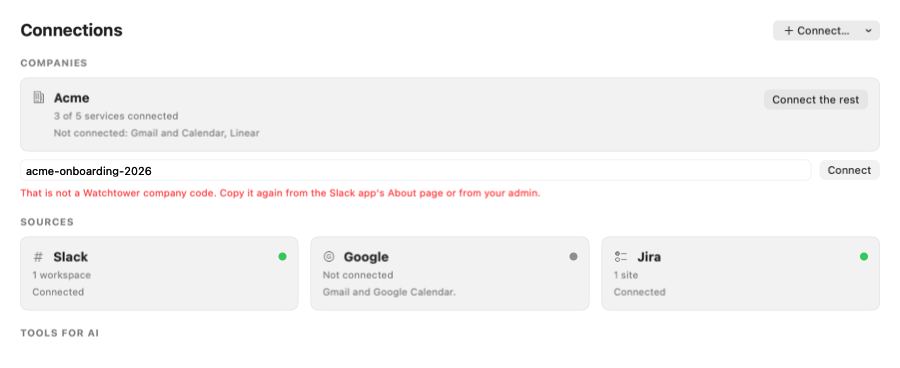 Connections
+ Connect...
COMPANIES
Acme
3 of 5 services connected
Not connected: Gmail and Calendar, Linear
Connect the rest
acme-onboarding-2026
Connect
That is not a Watchtower company code. Copy it again from the Slack app's About page or from your admin.
SOURCES
# Slack
1 workspace
Connected
Google
Not connected
Gmail and Google Calendar.
Jira
1 site
Connected
TOOLS FOR AI